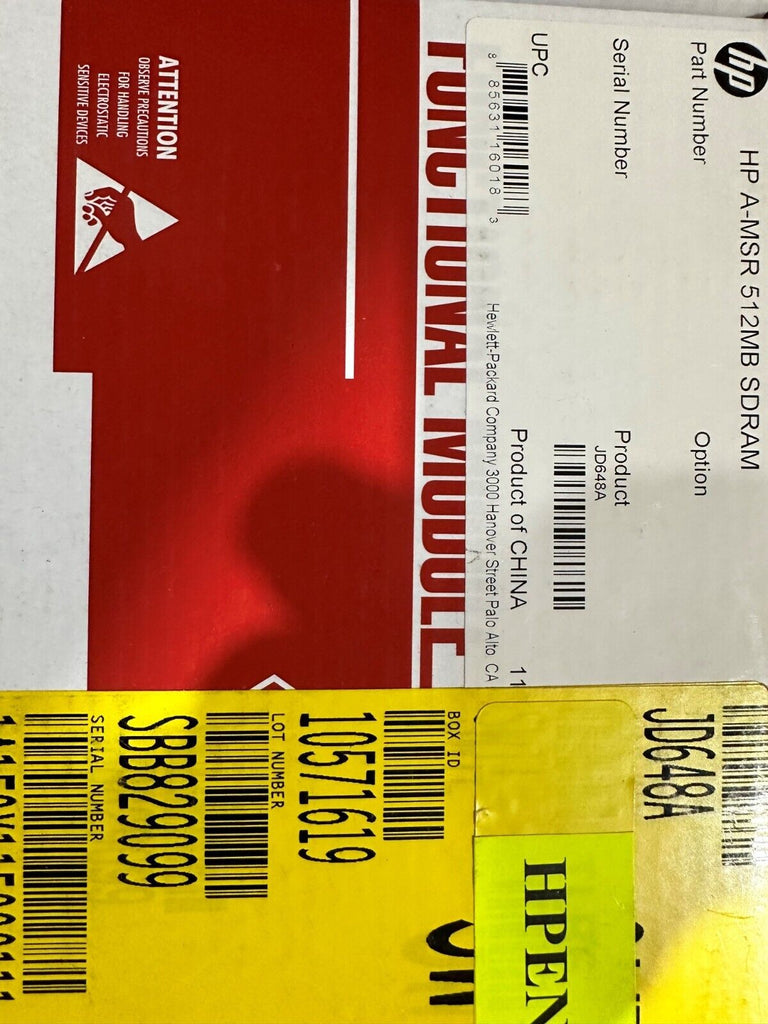 hp
HP A-MSR 512MB SDRAM
Part Number
Option
Serial Number
Product
JD648A
UPC
8 85631 16018 3
Product of CHINA 11
Hewlett-Packard Company 3000 Hanover Street Palo Alto, CA
FUNCTIONAL MODULE
ATTENTION
OBSERVE PRECAUTIONS
FOR HANDLING
ELECTROSTATIC
SENSITIVE DEVICES
JD648A
HPEN
BOX ID
10571619
LOT NUMBER
SBB829099
SERIAL NUMBER